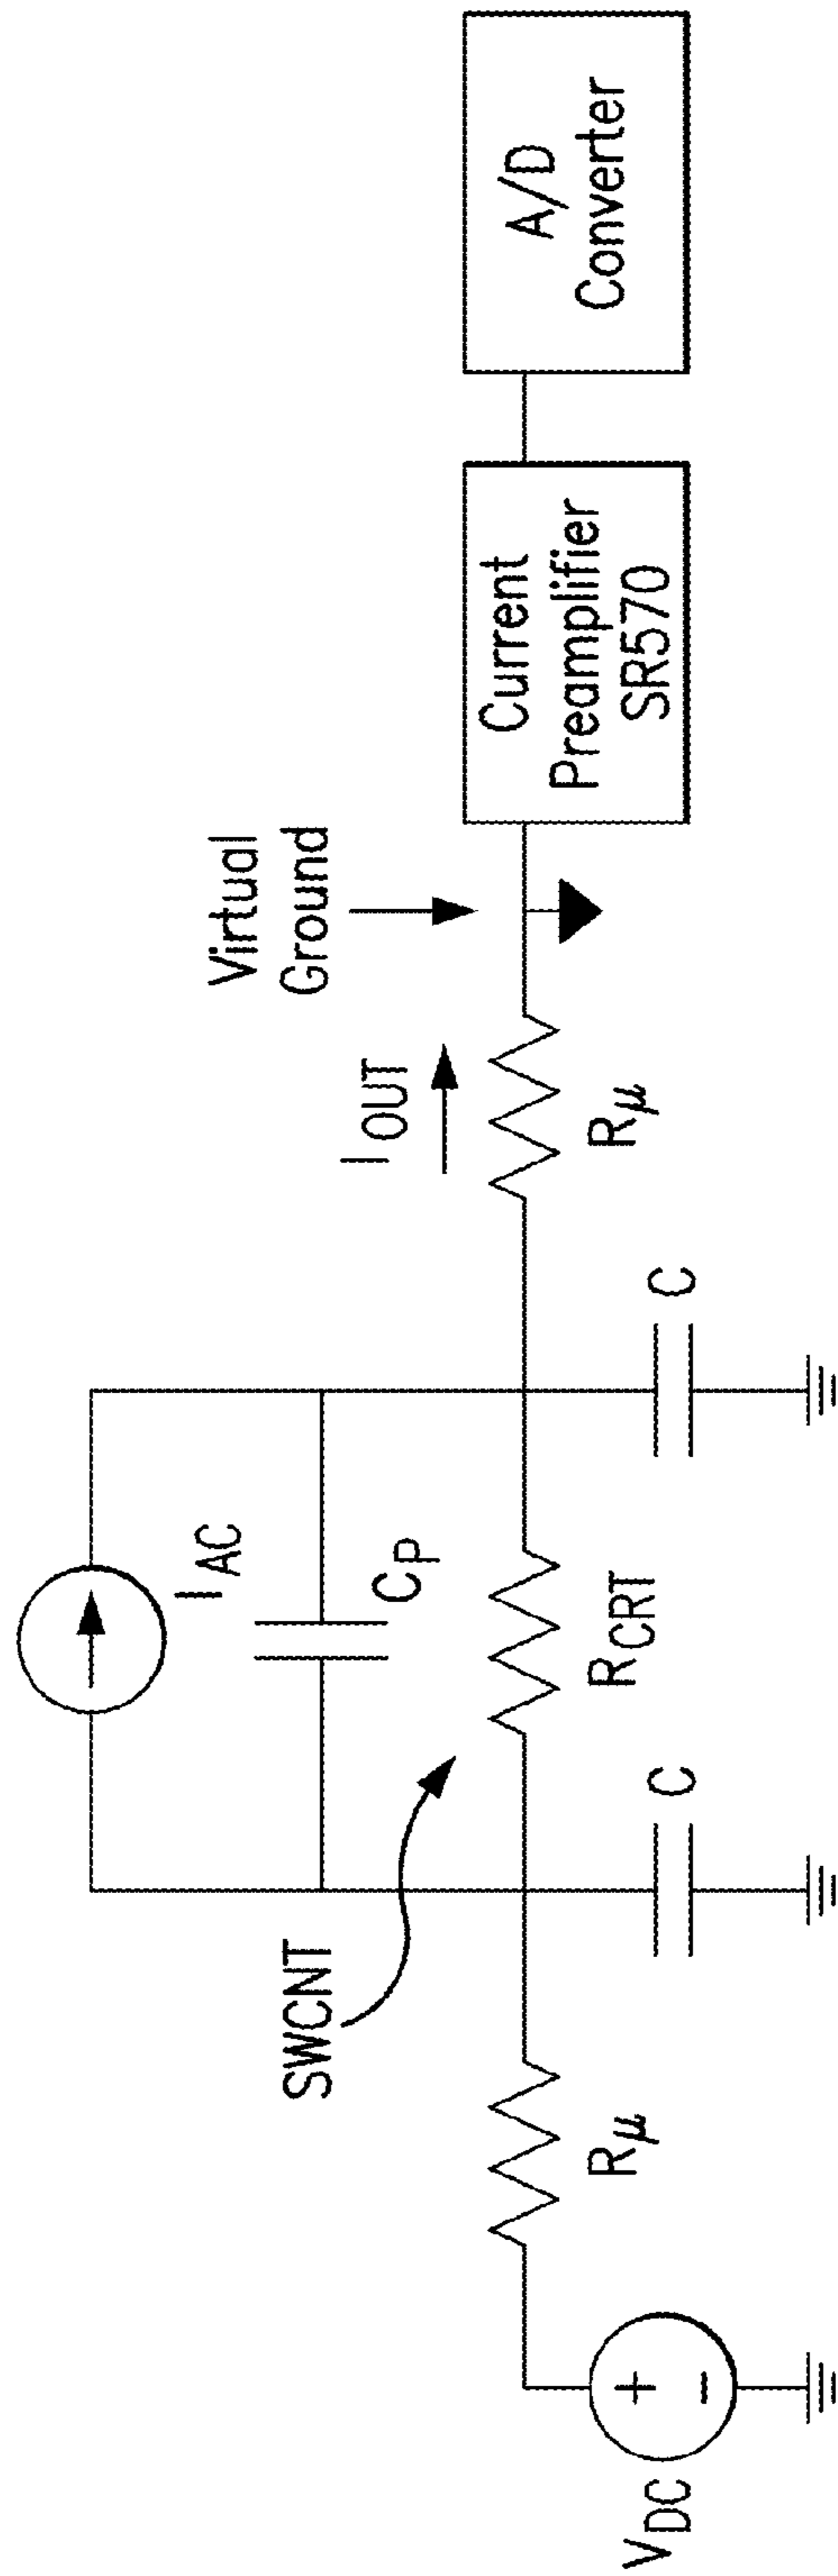 V_DC
+
−
R_μ
SWCNT
C
I_AC
C_P
R_CRT
C
I_OUT
R_μ
Virtual
Ground
Current
Preamplifier
SR570
A/D
Converter